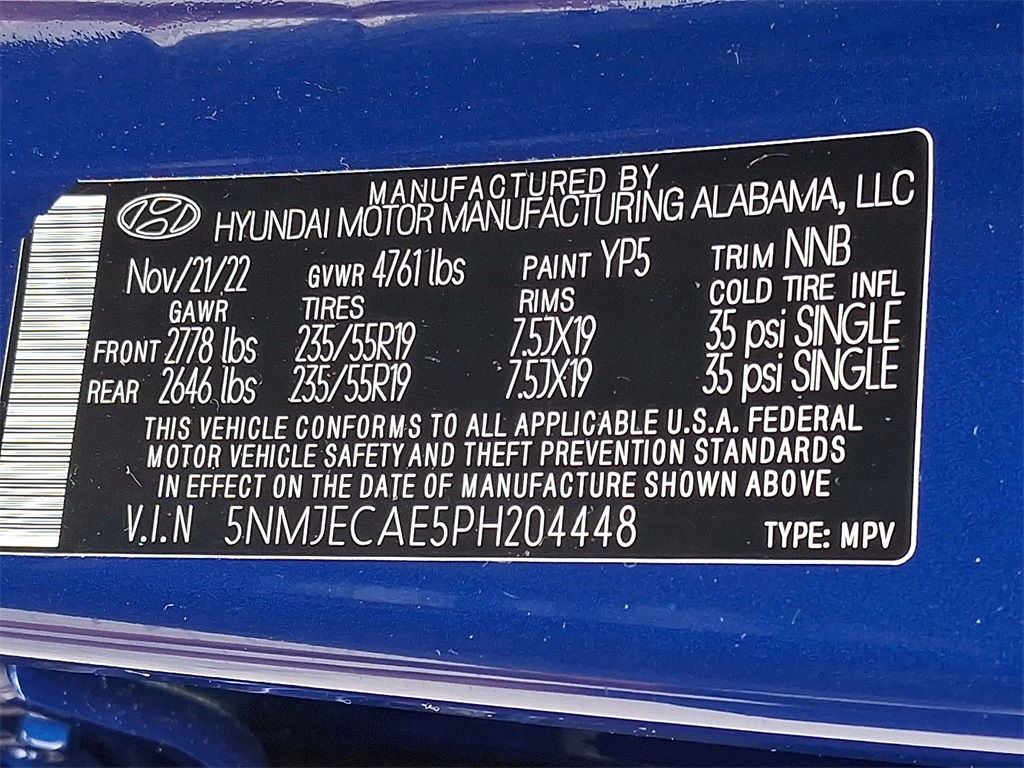 MANUFACTURED BY
HYUNDAI MOTOR MANUFACTURING ALABAMA, LLC
Nov/21/22 GVWR 4761 lbs PAINT YP5 TRIM NNB
GAWR TIRES RIMS COLD TIRE INFL
FRONT 2778 lbs 235/55R19 7.5JX19 35 psi SINGLE
REAR 2646 lbs 235/55R19 7.5JX19 35 psi SINGLE
THIS VEHICLE CONFORMS TO ALL APPLICABLE U.S.A. FEDERAL
MOTOR VEHICLE SAFETY AND THEFT PREVENTION STANDARDS
IN EFFECT ON THE DATE OF MANUFACTURE SHOWN ABOVE
V.I.N 5NMJECAE5PH204448 TYPE: MPV